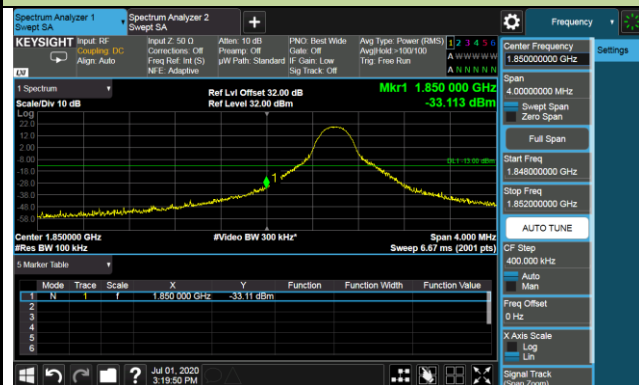 Spectrum Analyzer 1
Swept SA
Spectrum Analyzer 2
Swept SA
Frequency
KEYSIGHT
Input: RF
Coupling: DC
Align: Auto
Input Z: 50 Ω
Corrections: Off
Freq Ref: Int (S)
NFE: Adaptive
Atten: 10 dB
Preamp: Off
µW Path: Standard
PNO: Best Wide
Gate: Off
IF Gain: Low
Sig Track: Off
Avg Type: Power (RMS)
Avg|Hold:>100/100
Trig: Free Run
1 2 3 4 5 6
A W W W W W
A N N N N N
LXI
1 Spectrum
Scale/Div 10 dB
Ref Lvl Offset 32.00 dB
Ref Level 32.00 dBm
Mkr1 1.850 000 GHz
-33.113 dBm
Log
22.0
12.0
2.00
-8.00
-18.0
-28.0
-38.0
-48.0
-58.0
DL1 -13.00 dBm
1
Center 1.850000 GHz
#Res BW 100 kHz
#Video BW 300 kHz*
Span 4.000 MHz
Sweep 6.67 ms (2001 pts)
5 Marker Table
Mode Trace Scale X Y Function Function Width Function Value
1 N 1 f 1.850 000 GHz -33.11 dBm
2
3
4
5
6
Jul 01, 2020
3:19:50 PM
Center Frequency
1.850000000 GHz
Settings
Span
4.00000000 MHz
Swept Span
Zero Span
Full Span
Start Freq
1.848000000 GHz
Stop Freq
1.852000000 GHz
AUTO TUNE
CF Step
400.000 kHz
Auto
Man
Freq Offset
0 Hz
X Axis Scale
Log
Lin
Signal Track
(Span Zoom)